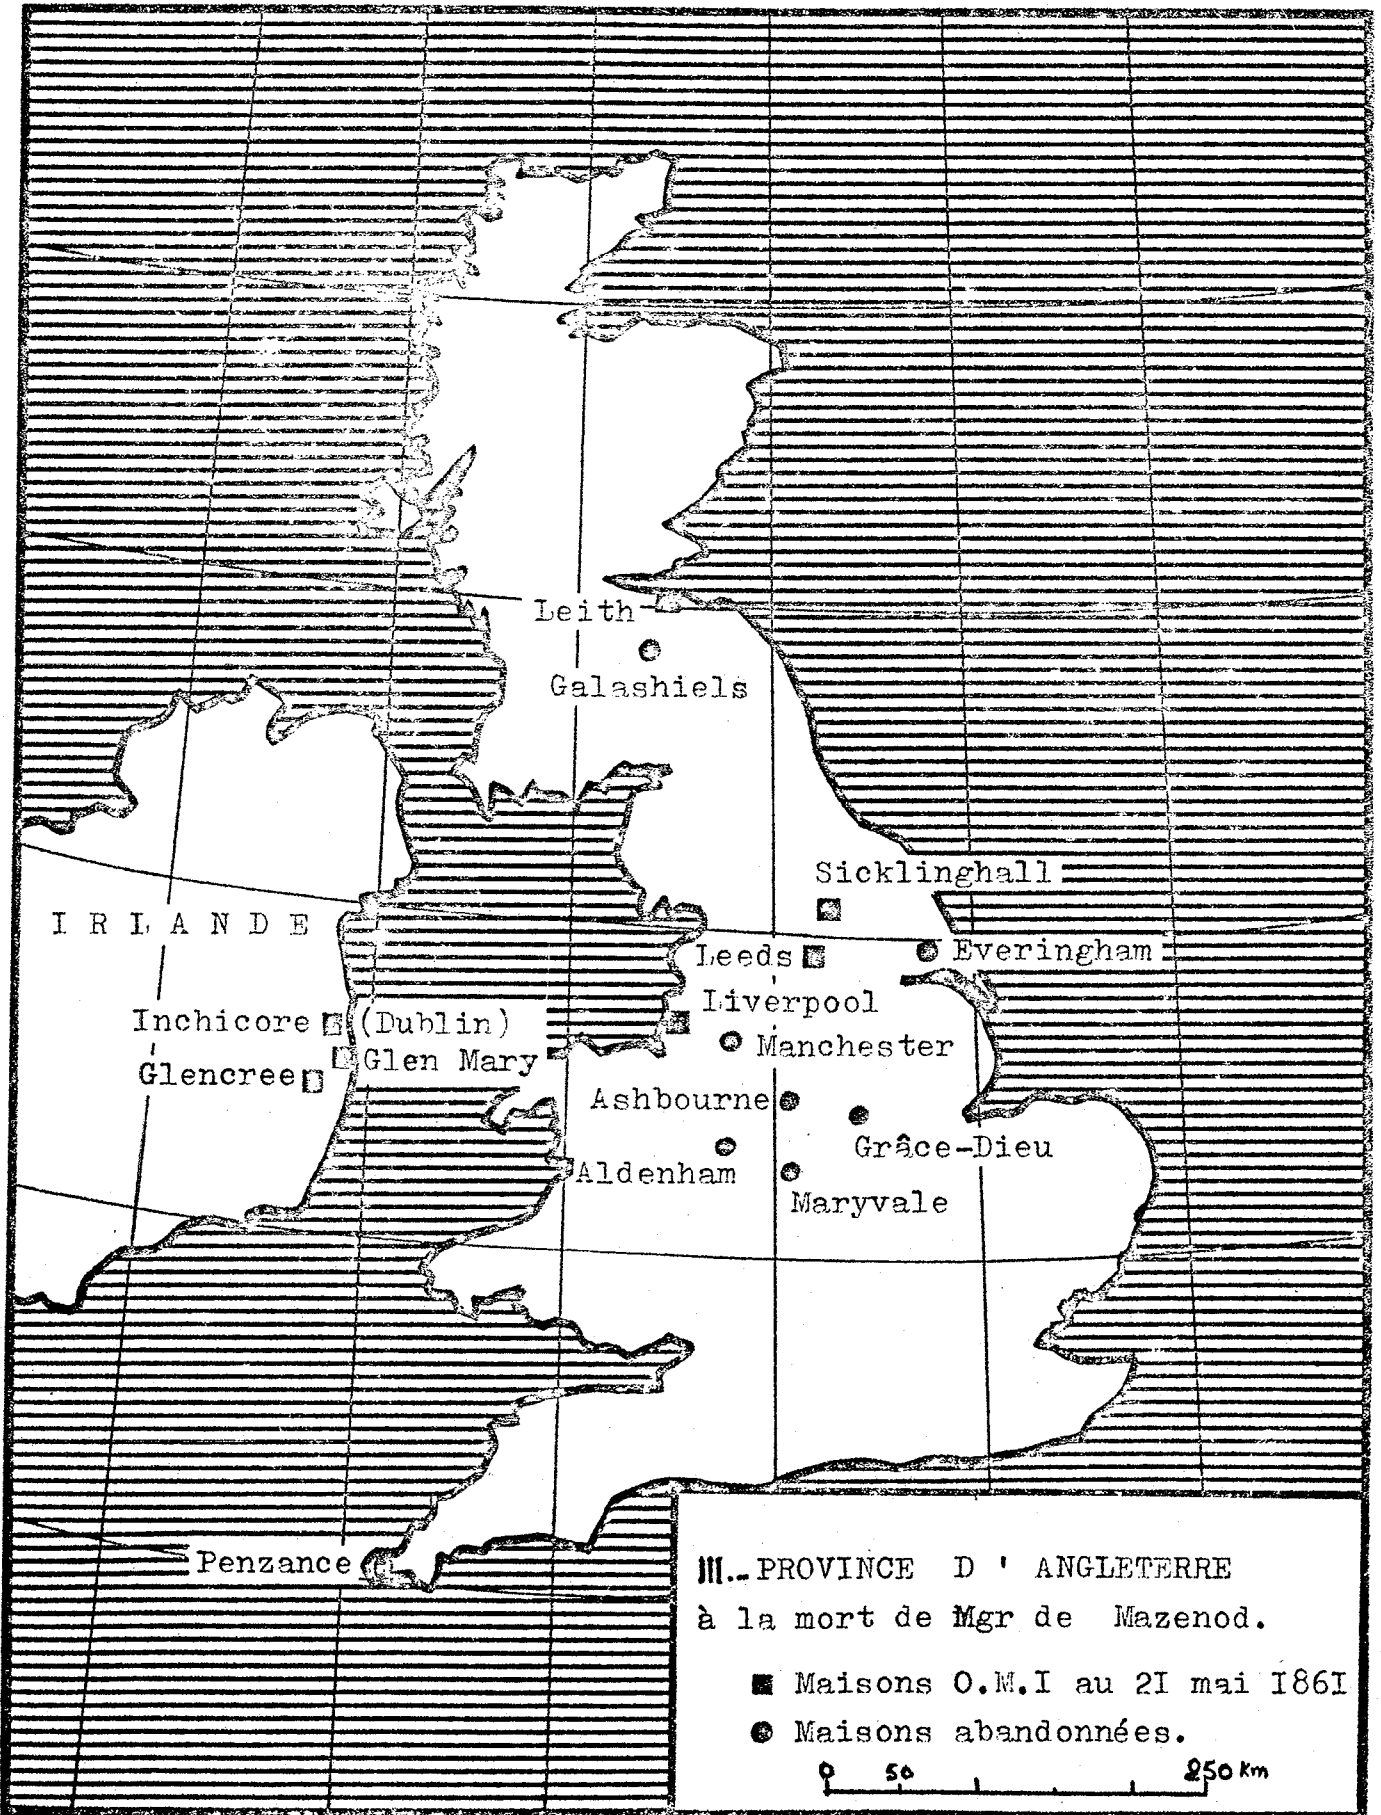 Leith
Galashiels
Sicklinghall
IRLANDE
Leeds
Everingham
Liverpool
Inchicore (Dublin)
Manchester
Glen Mary
Glencree
Ashbourne
Grâce-Dieu
Aldenham
Maryvale
Penzance
III.-PROVINCE D'ANGLETERRE
à la mort de Mgr de Mazenod.
Maisons O.M.I au 2I mai I86I
Maisons abandonnées.
0 50 250 Km